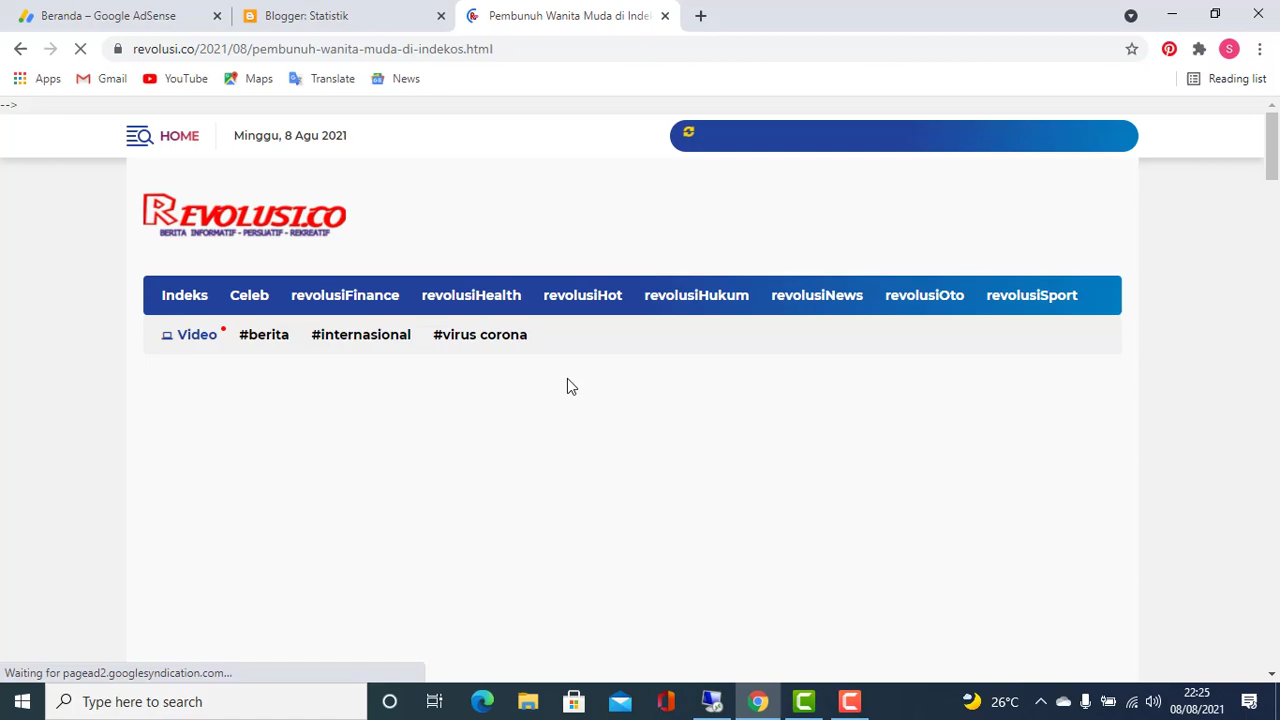 Beranda – Google AdSense
Blogger: Statistik
Pembunuh Wanita Muda di Indek
revolusi.co/2021/08/pembunuh-wanita-muda-di-indekos.html
S
Apps
Gmail
YouTube
Maps
Translate
News
Reading list
-->
HOME
Minggu, 8 Agu 2021
REVOLUSI.CO
BERITA INFORMATIF - PERSUATIF - REKREATIF
Indeks
Celeb
revolusiFinance
revolusiHealth
revolusiHot
revolusiHukum
revolusiNews
revolusiOto
revolusiSport
Video
#berita
#internasional
#virus corona
Waiting for pagead2.googlesyndication.com...
Type here to search
26°C
22:25
08/08/2021